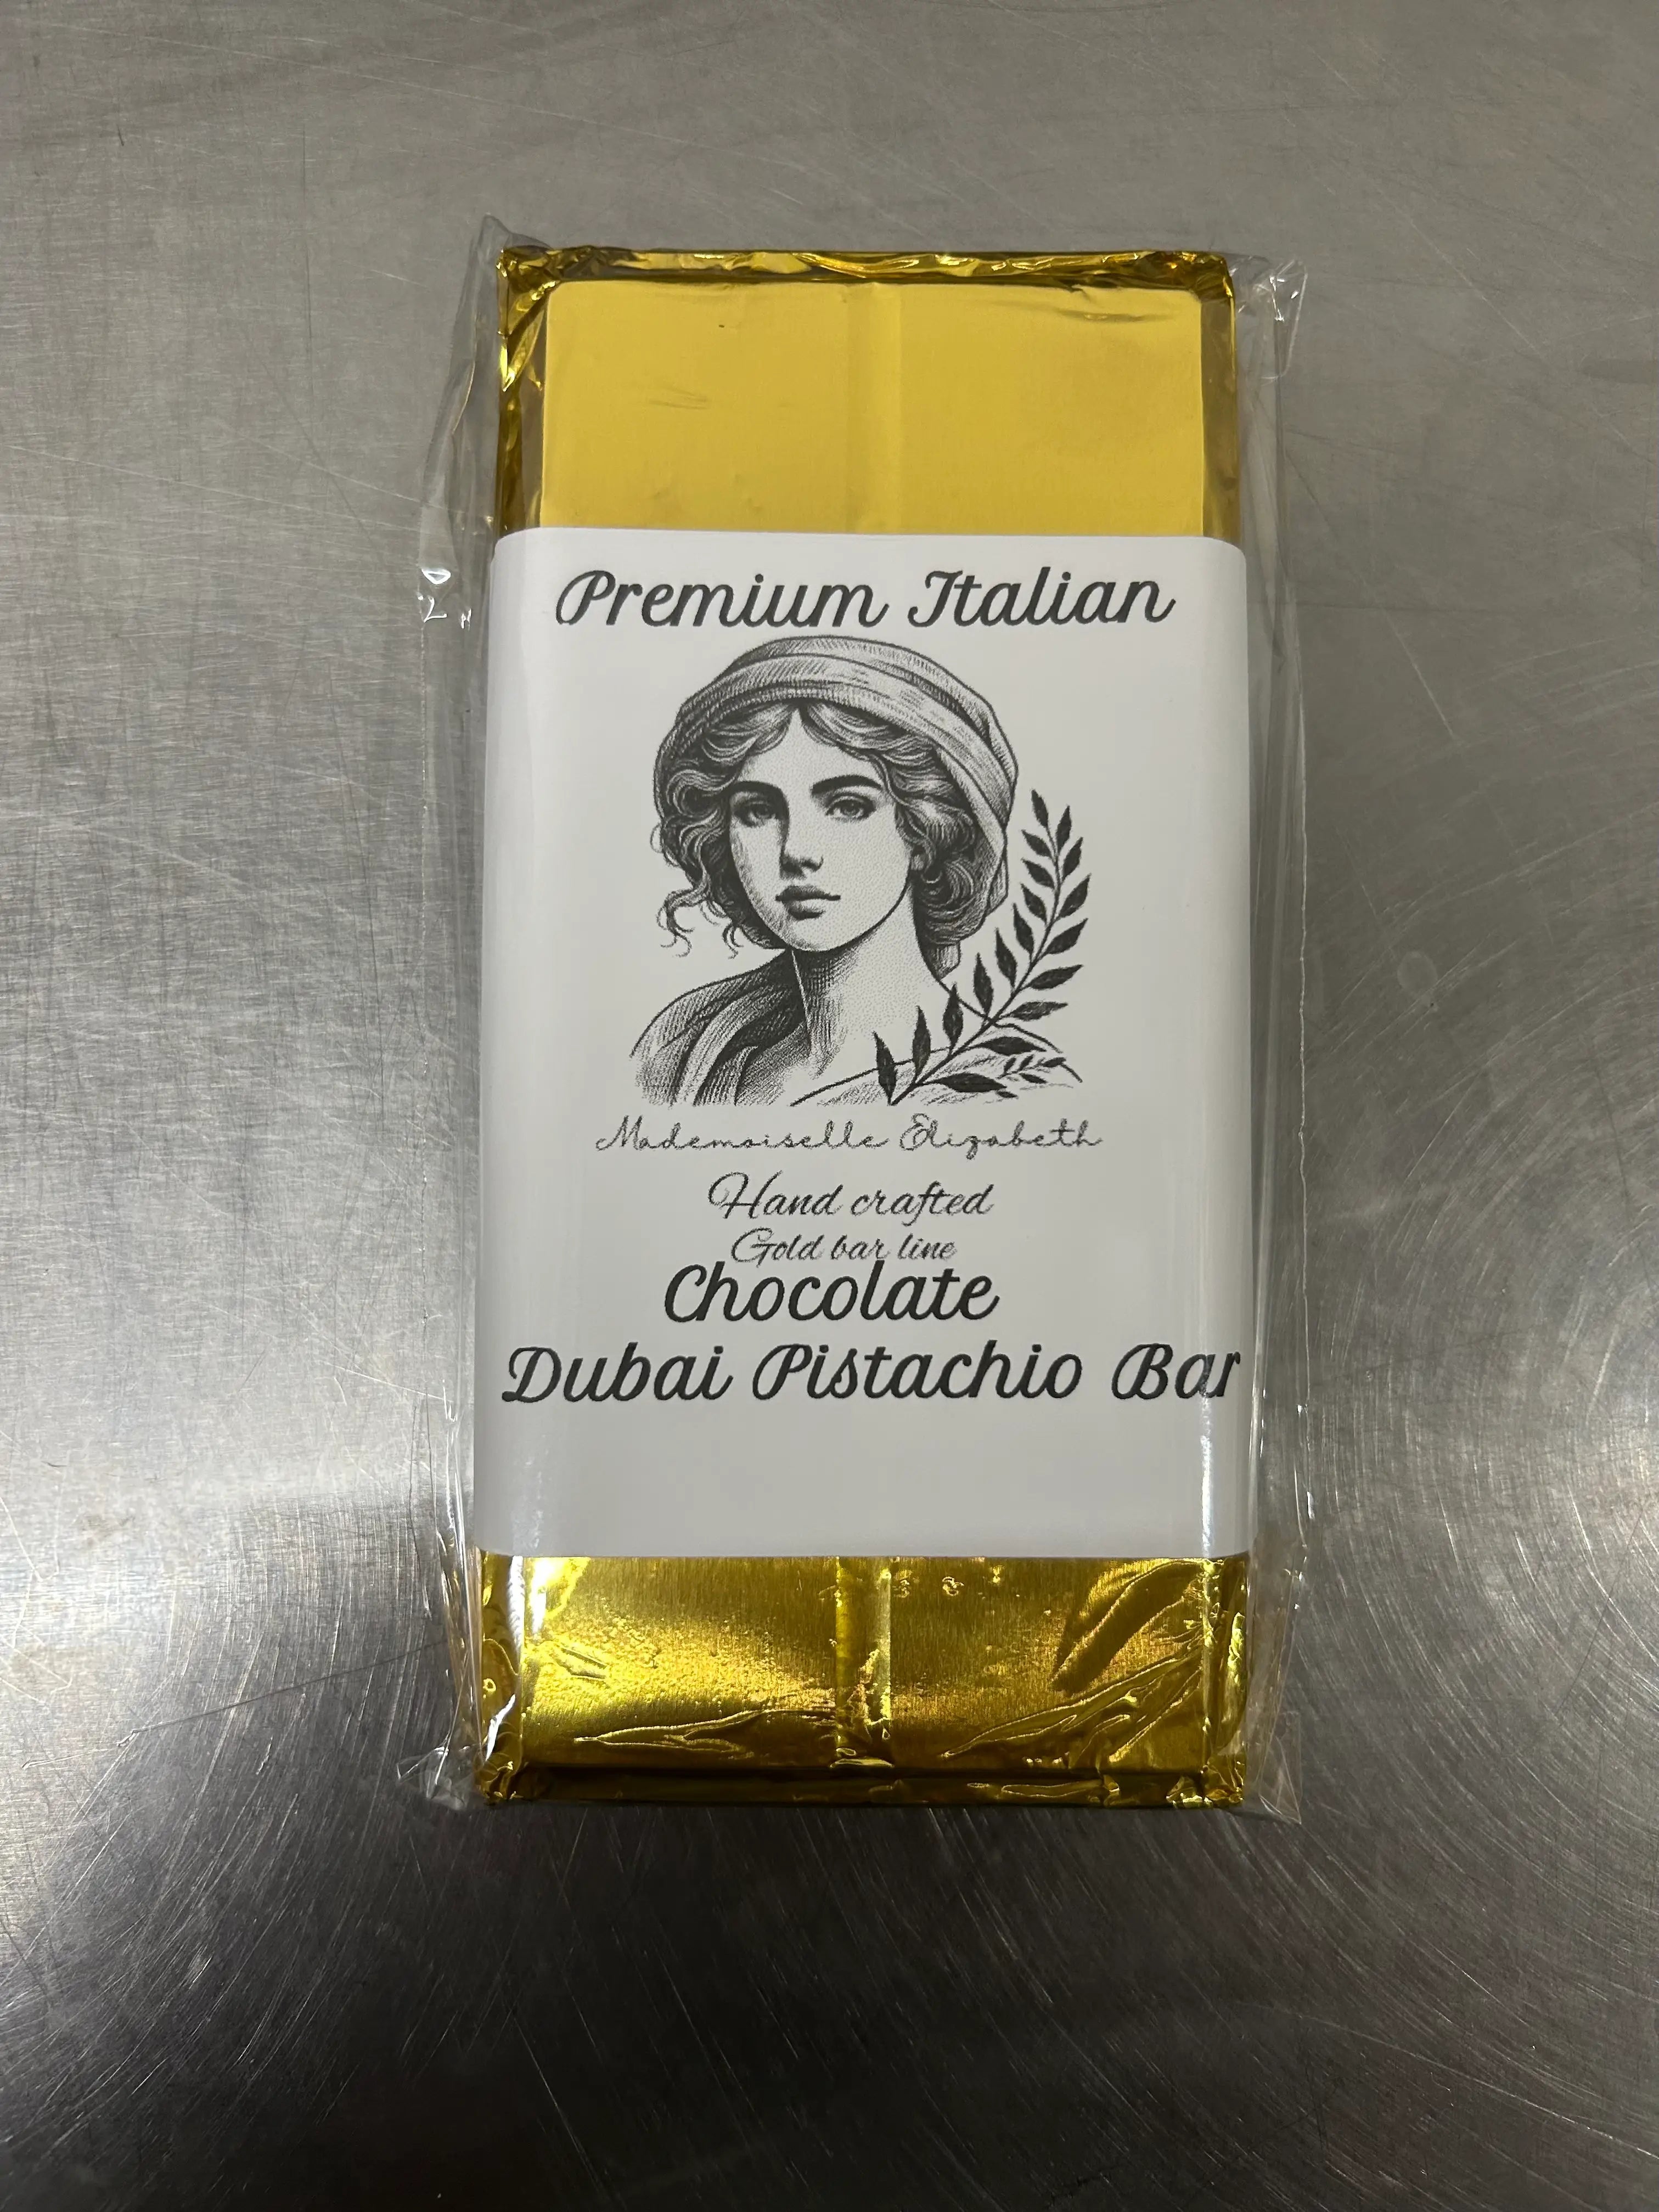 Premium Italian
Mademoiselle Elizabeth
Hand crafted
Gold bar line
Chocolate
Dubai Pistachio Bar